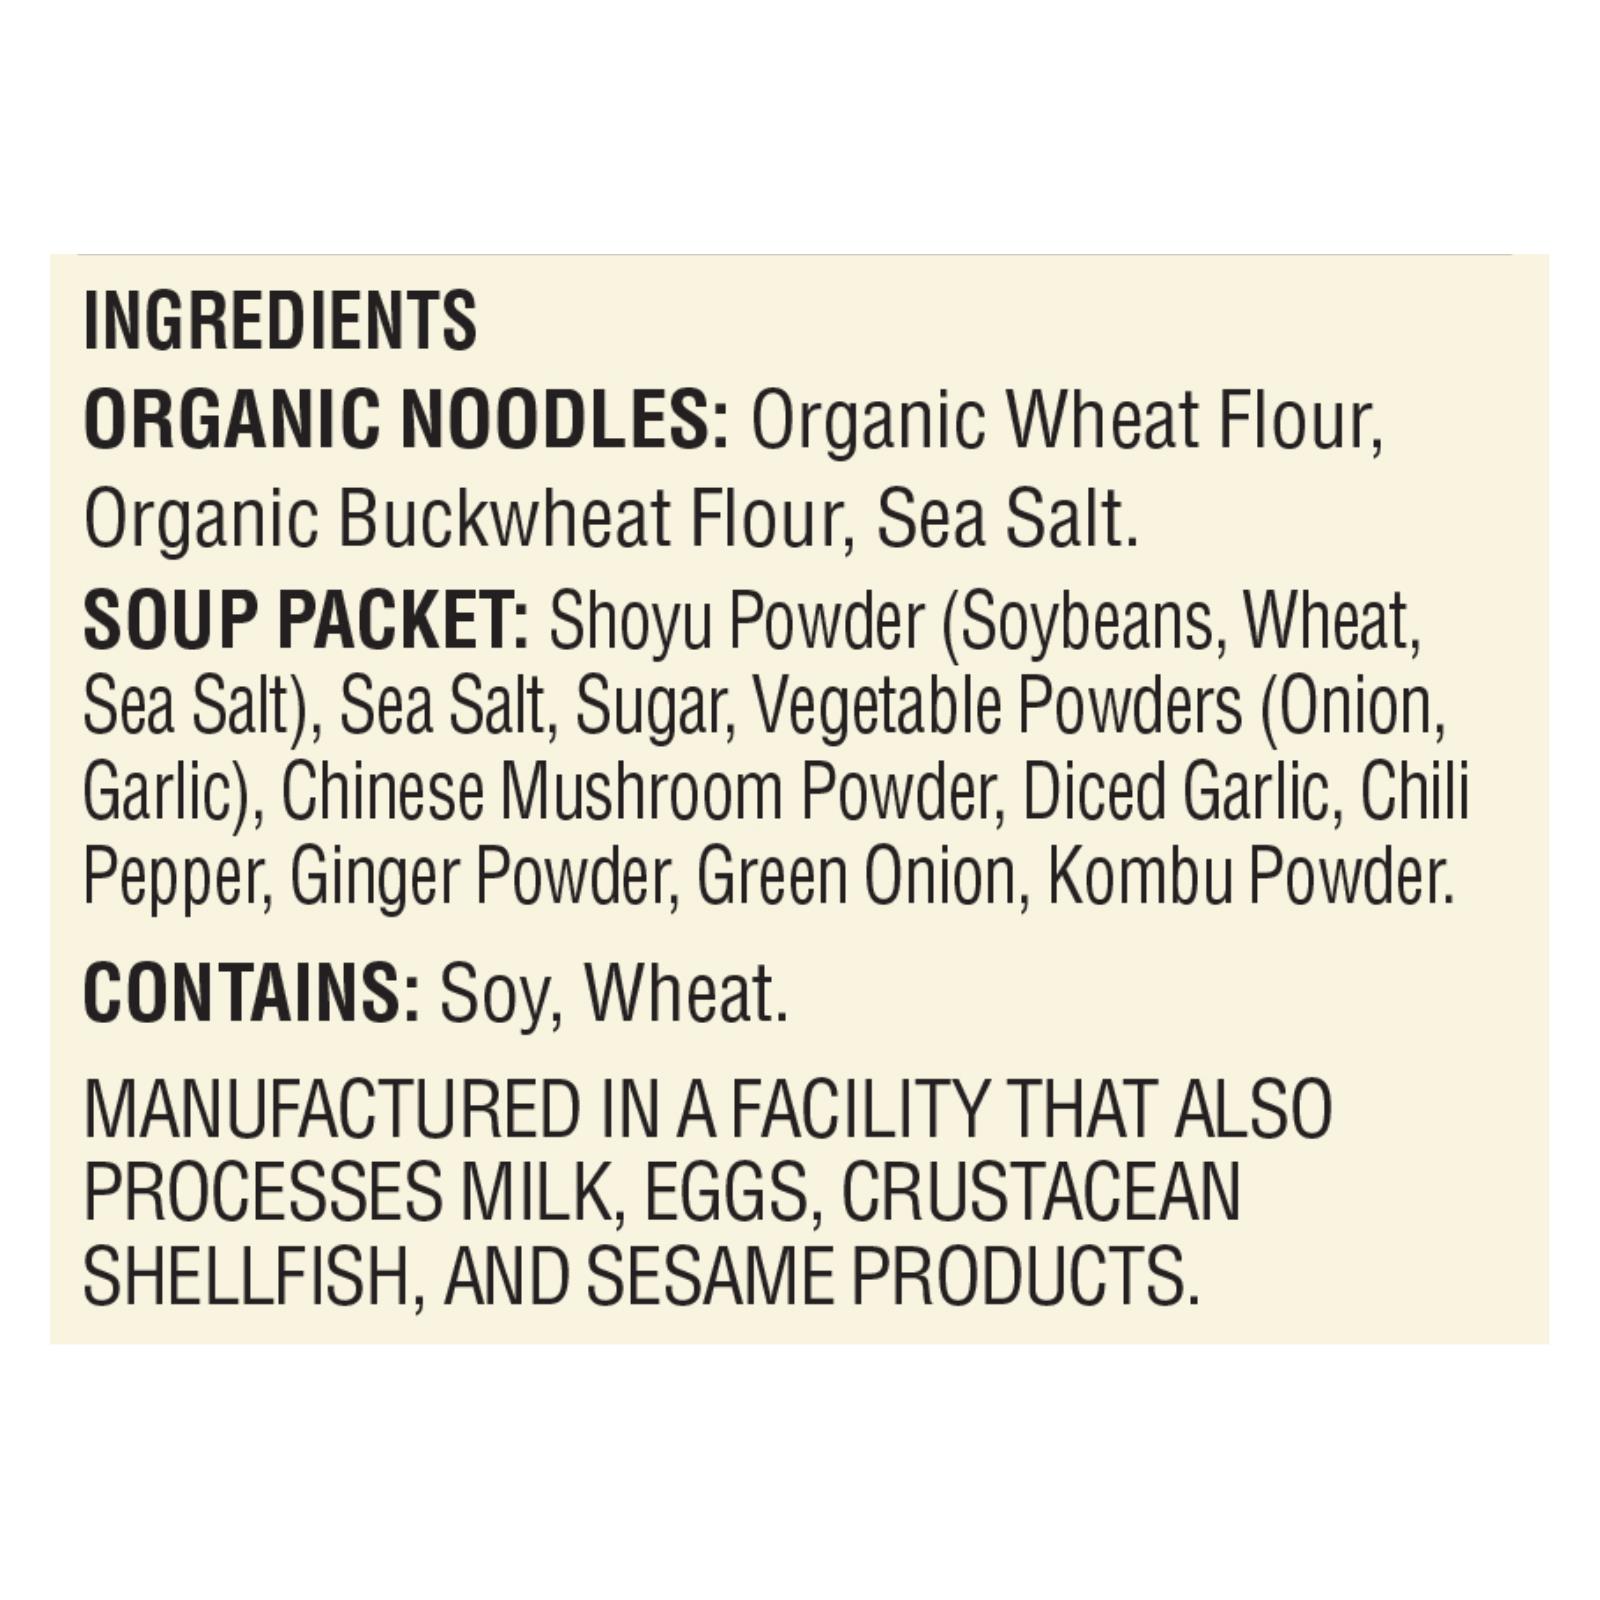 INGREDIENTS
ORGANIC NOODLES: Organic Wheat Flour,
Organic Buckwheat Flour, Sea Salt.
SOUP PACKET: Shoyu Powder (Soybeans, Wheat,
Sea Salt), Sea Salt, Sugar, Vegetable Powders (Onion,
Garlic), Chinese Mushroom Powder, Diced Garlic, Chili
Pepper, Ginger Powder, Green Onion, Kombu Powder.
CONTAINS: Soy, Wheat.
MANUFACTURED IN A FACILITY THAT ALSO
PROCESSES MILK, EGGS, CRUSTACEAN
SHELLFISH, AND SESAME PRODUCTS.